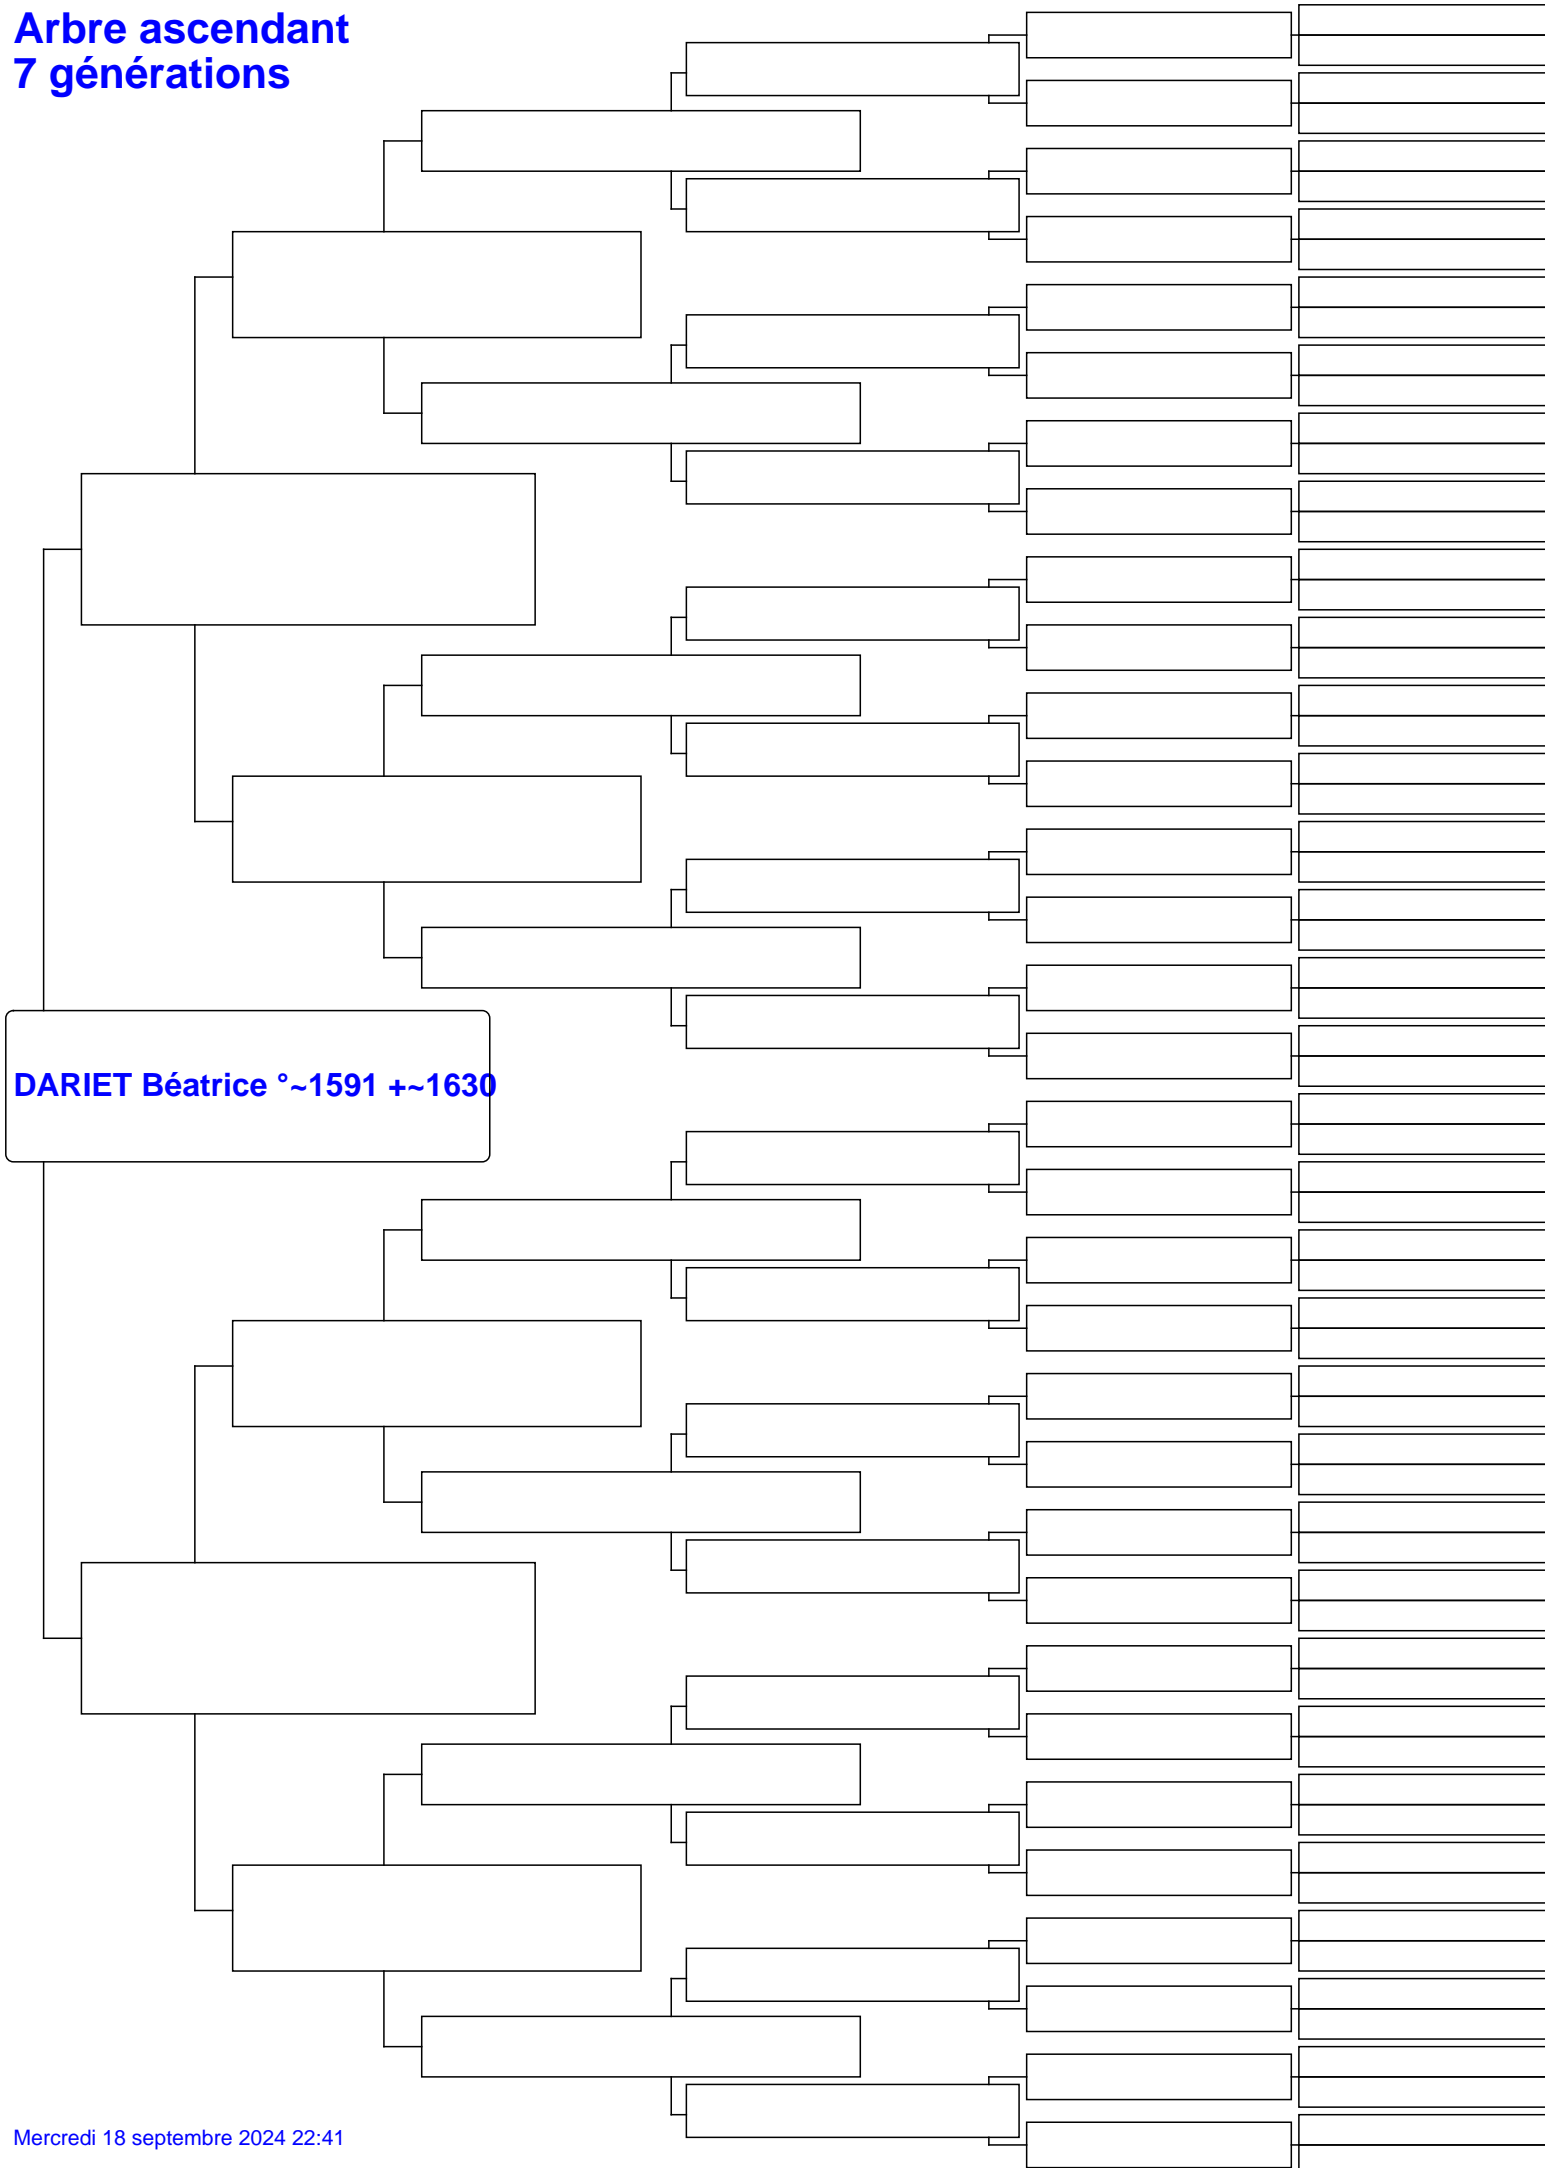 Arbre ascendant
7 générations
DARIET Béatrice °~1591 +~1630
Mercredi 18 septembre 2024 22:41